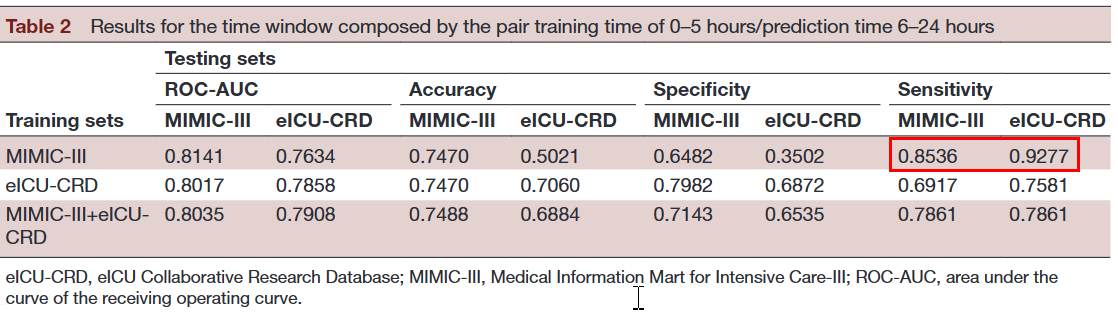 Table 2 Results for the time window composed by the pair training time of 0–5 hours/prediction time 6–24 hours
Testing sets
ROC-AUC Accuracy Specificity Sensitivity
Training sets MIMIC-III eICU-CRD MIMIC-III eICU-CRD MIMIC-III eICU-CRD MIMIC-III eICU-CRD
MIMIC-III 0.8141 0.7634 0.7470 0.5021 0.6482 0.3502 0.8536 0.9277
eICU-CRD 0.8017 0.7858 0.7470 0.7060 0.7982 0.6872 0.6917 0.7581
MIMIC-III+eICU- 0.8035 0.7908 0.7488 0.6884 0.7143 0.6535 0.7861 0.7861
CRD
eICU-CRD, eICU Collaborative Research Database; MIMIC-III, Medical Information Mart for Intensive Care-III; ROC-AUC, area under the
curve of the receiving operating curve.